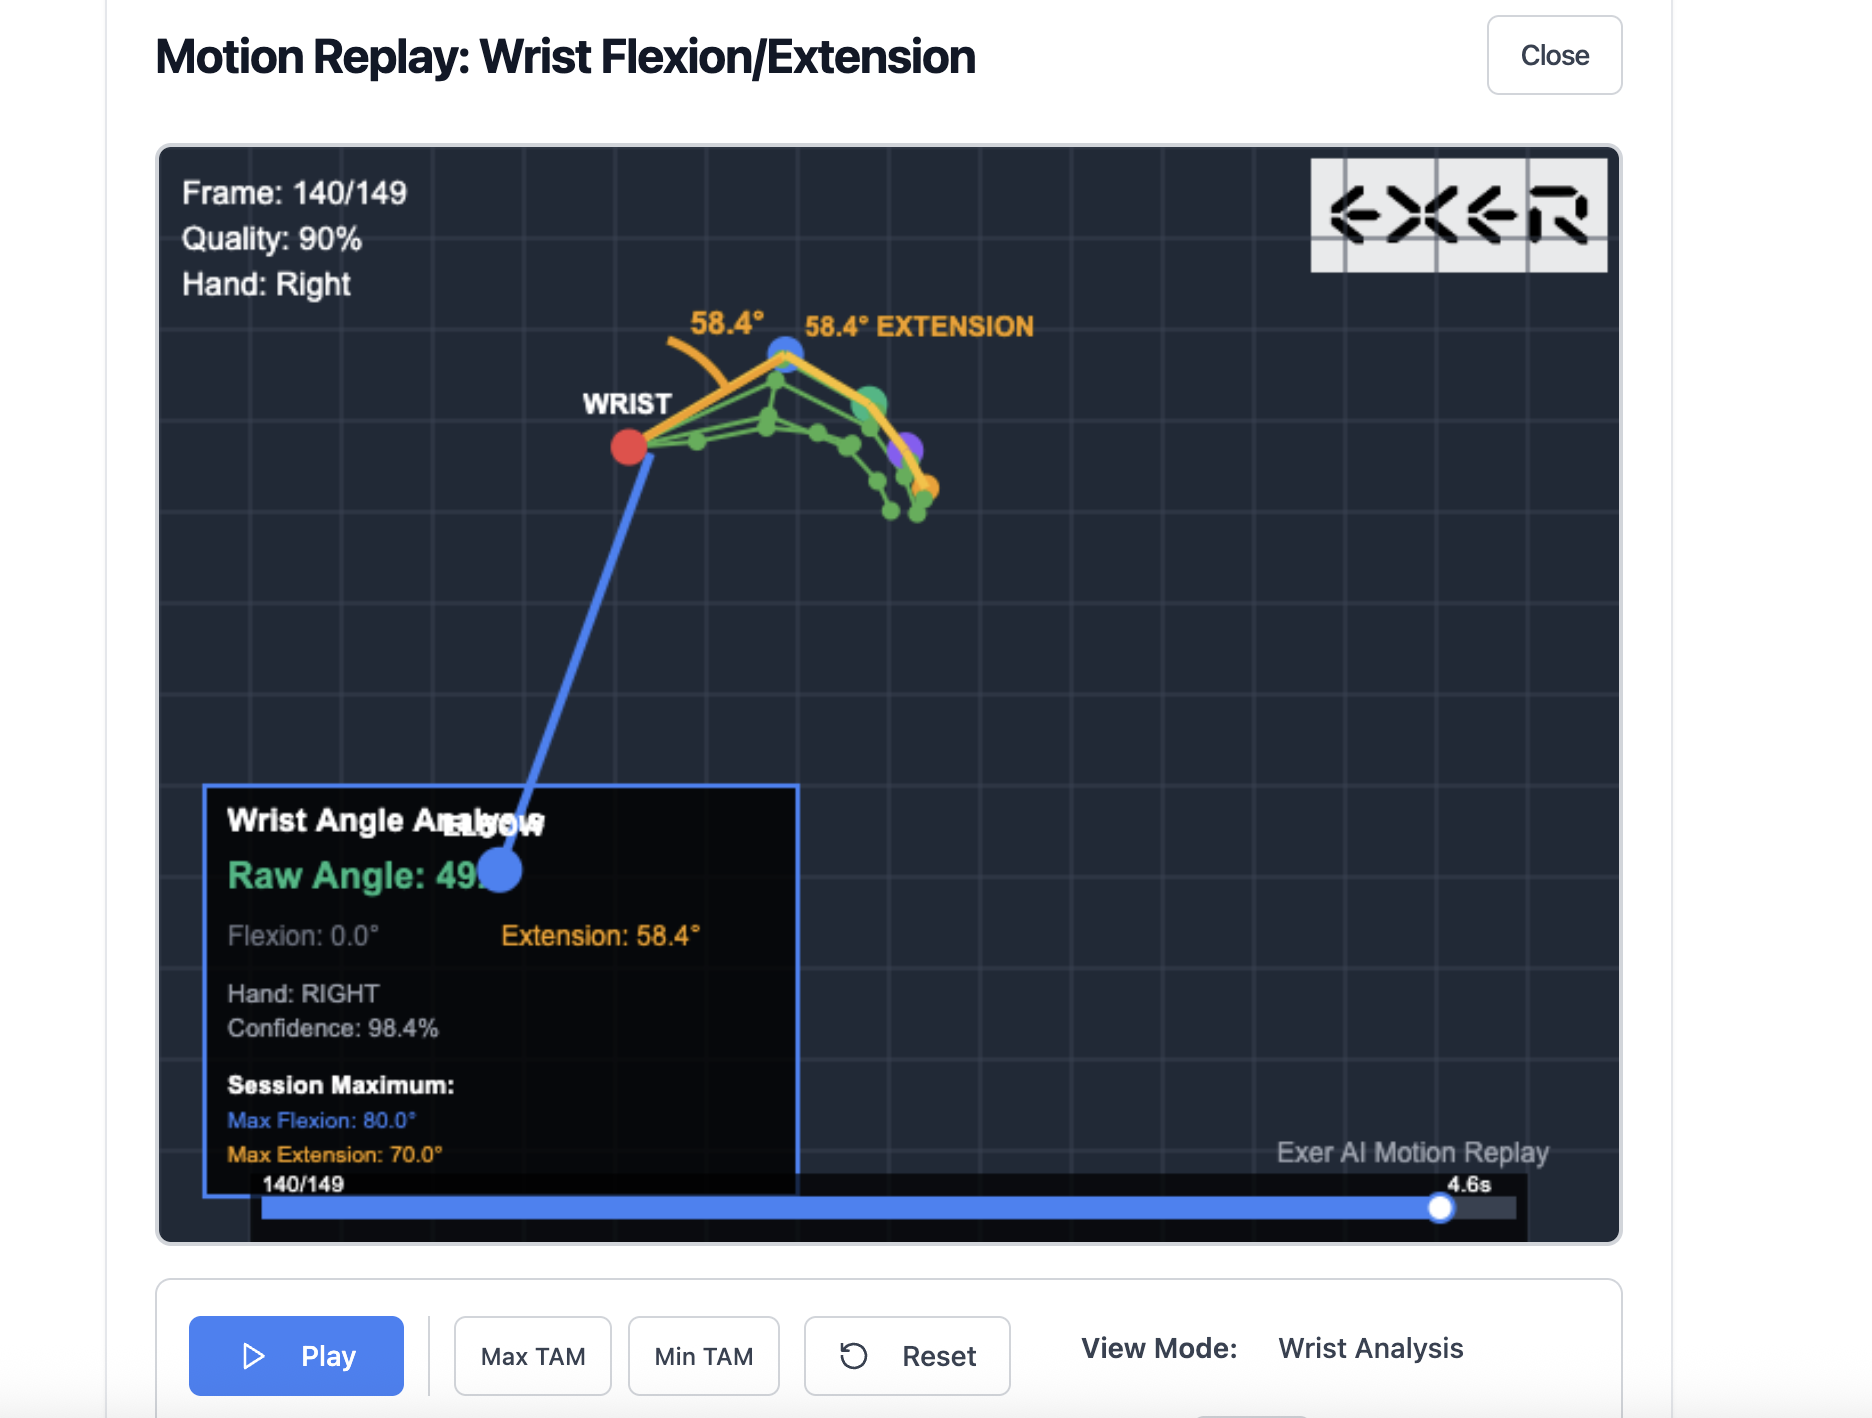 Motion Replay: Wrist Flexion/Extension
Close
Frame: 140/149
Quality: 90%
Hand: Right
EXER
58.4°
58.4° EXTENSION
WRIST
Wrist Angle Analysis
ELBOW
Raw Angle: 49.
Flexion: 0.0°
Extension: 58.4°
Hand: RIGHT
Confidence: 98.4%
Session Maximum:
Max Flexion: 80.0°
Max Extension: 70.0°
Exer AI Motion Replay
140/149
4.6s
Play
Max TAM
Min TAM
Reset
View Mode:
Wrist Analysis